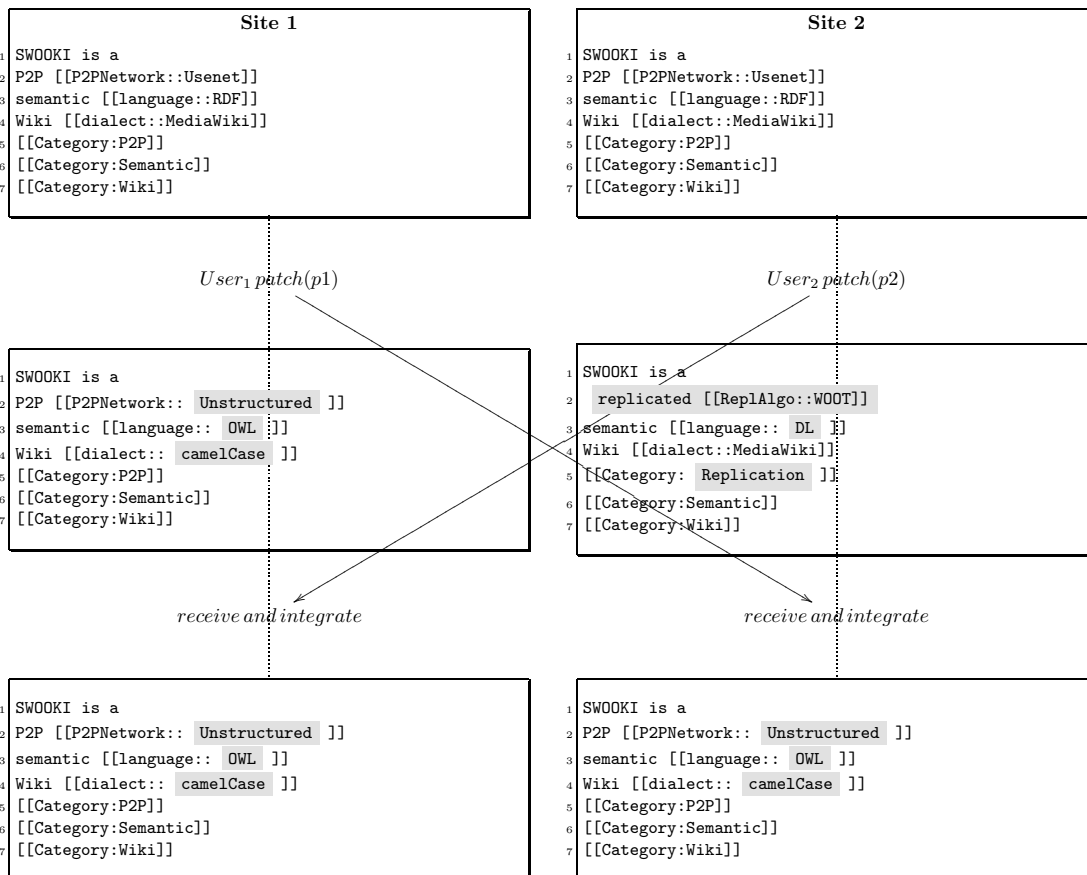 Site 1
1 SWOOKI is a
2 P2P [[P2PNetwork::Usenet]]
3 semantic [[language::RDF]]
4 Wiki [[dialect::MediaWiki]]
5 [[Category:P2P]]
6 [[Category:Semantic]]
7 [[Category:Wiki]]
Site 2
1 SWOOKI is a
2 P2P [[P2PNetwork::Usenet]]
3 semantic [[language::RDF]]
4 Wiki [[dialect::MediaWiki]]
5 [[Category:P2P]]
6 [[Category:Semantic]]
7 [[Category:Wiki]]
User1 patch(p1)
User2 patch(p2)
1 SWOOKI is a
2 P2P [[P2PNetwork:: Unstructured ]]
3 semantic [[language:: OWL ]]
4 Wiki [[dialect:: camelCase ]]
5 [[Category:P2P]]
6 [[Category:Semantic]]
7 [[Category:Wiki]]
1 SWOOKI is a
2 replicated [[ReplAlgo::WOOT]]
3 semantic [[language:: DL ]]
4 Wiki [[dialect::MediaWiki]]
5 [[Category: Replication ]]
6 [[Category:Semantic]]
7 [[Category:Wiki]]
receive and integrate
receive and integrate
1 SWOOKI is a
2 P2P [[P2PNetwork:: Unstructured ]]
3 semantic [[language:: OWL ]]
4 Wiki [[dialect:: camelCase ]]
5 [[Category:P2P]]
6 [[Category:Semantic]]
7 [[Category:Wiki]]
1 SWOOKI is a
2 P2P [[P2PNetwork:: Unstructured ]]
3 semantic [[language:: OWL ]]
4 Wiki [[dialect:: camelCase ]]
5 [[Category:P2P]]
6 [[Category:Semantic]]
7 [[Category:Wiki]]